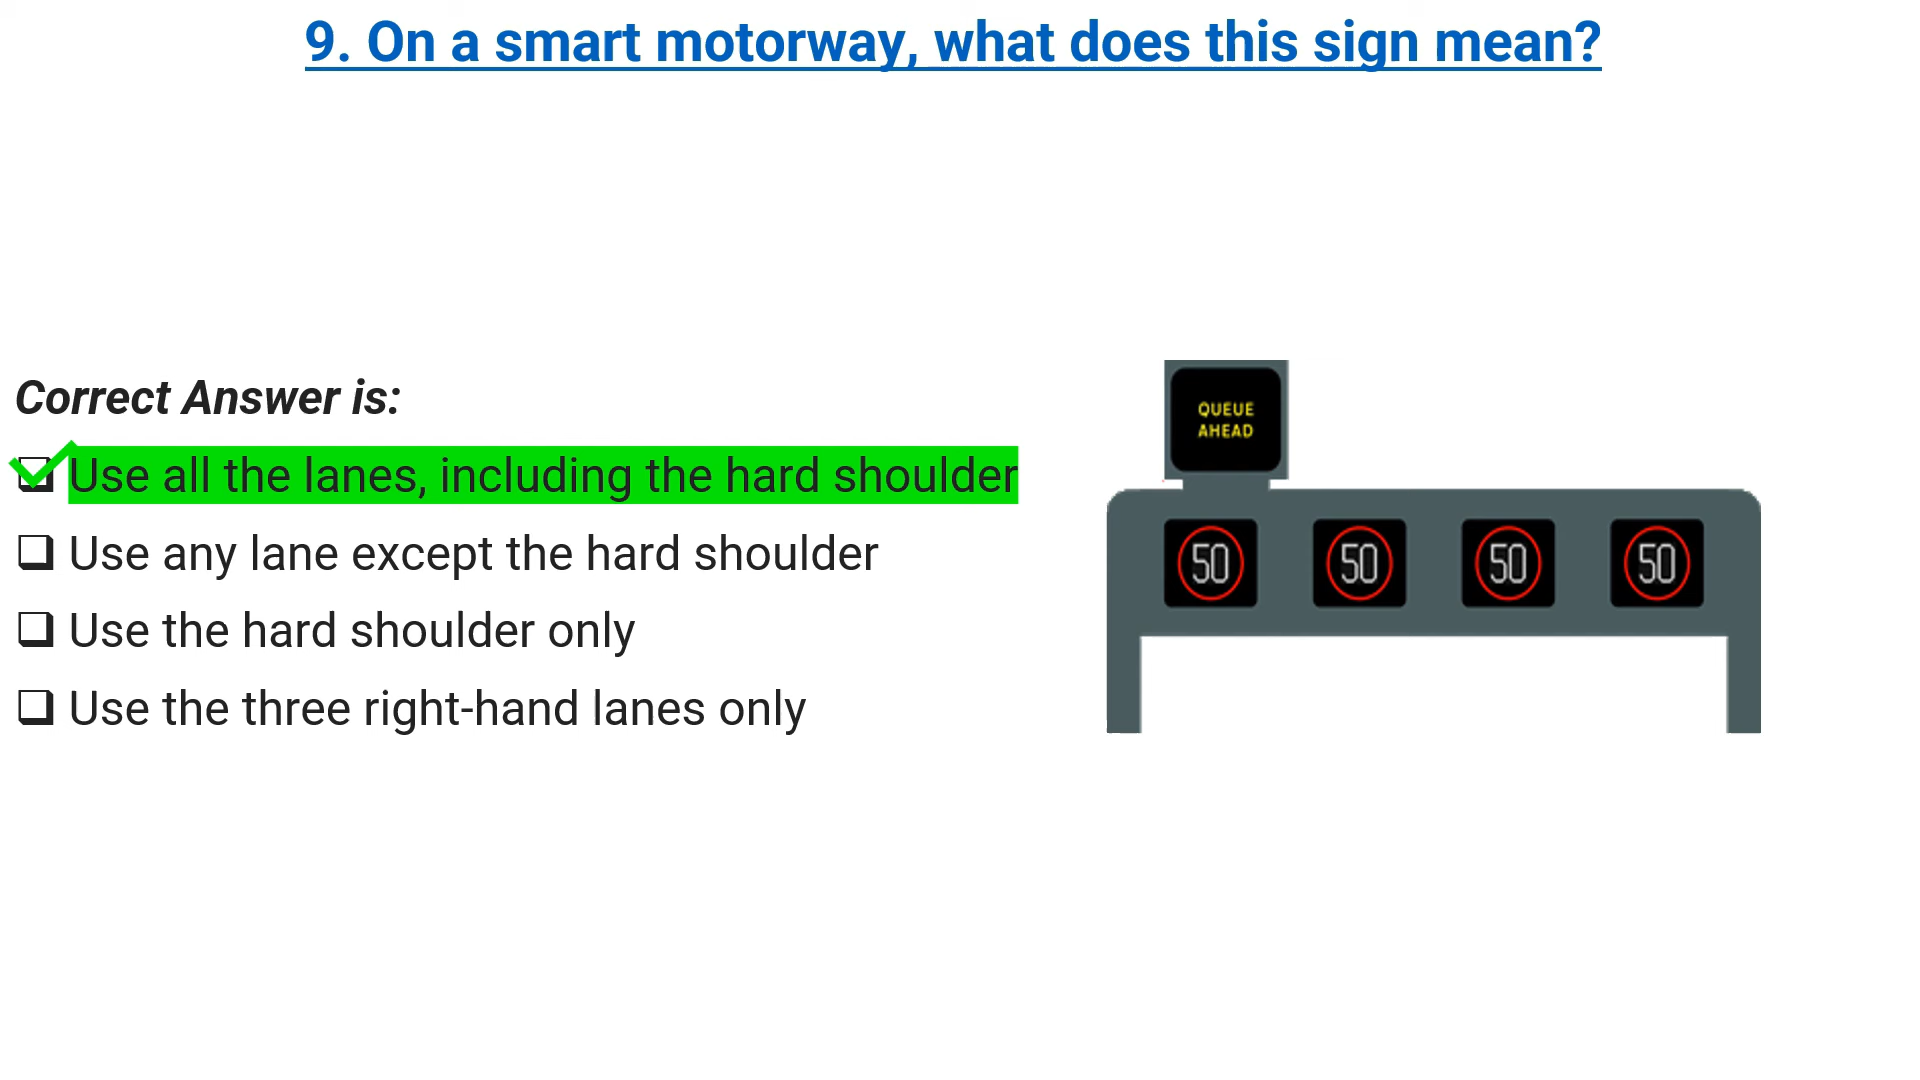 9. On a smart motorway, what does this sign mean?
Correct Answer is:
Use all the lanes, including the hard shoulder
Use any lane except the hard shoulder
Use the hard shoulder only
Use the three right-hand lanes only
QUEUE
AHEAD
50 50 50 50